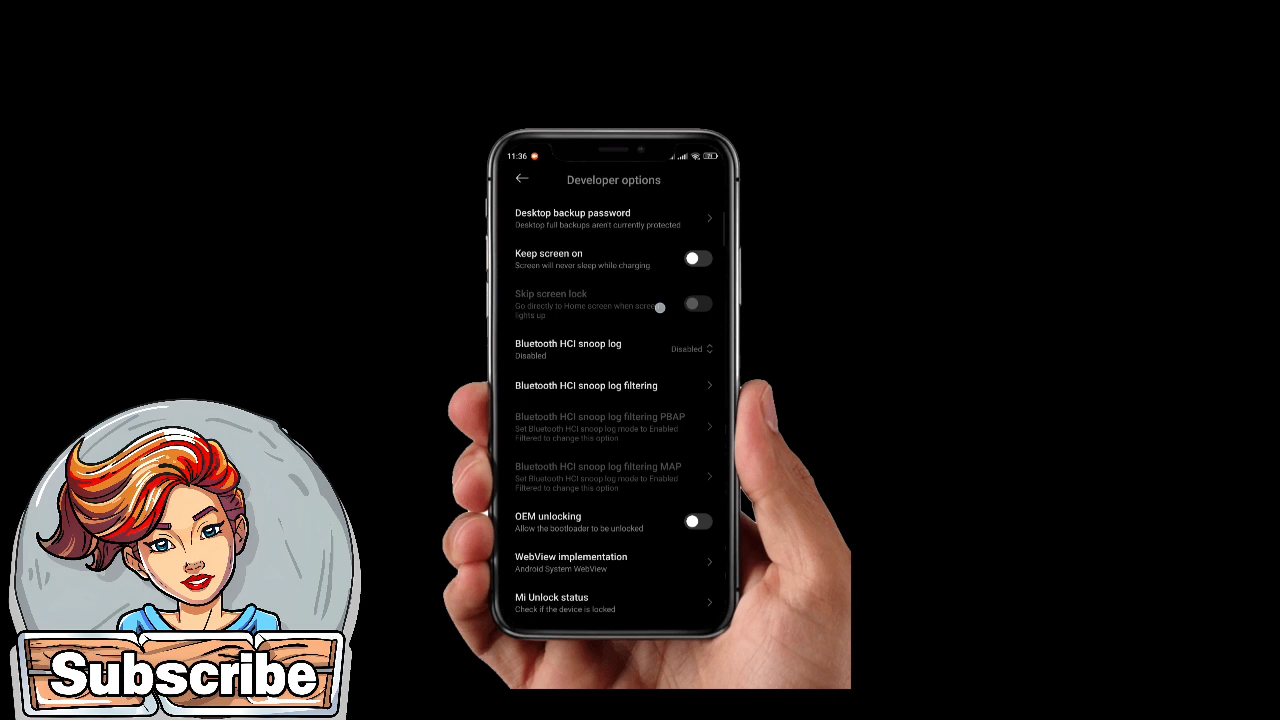 11:36
71
Developer options
Desktop backup password
Desktop full backups aren't currently protected
Keep screen on
Screen will never sleep while charging
Skip screen lock
Go directly to Home screen when screen
lights up
Bluetooth HCI snoop log
Disabled
Disabled
Bluetooth HCI snoop log filtering
Bluetooth HCI snoop log filtering PBAP
Set Bluetooth HCI snoop log mode to Enabled
Filtered to change this option
Bluetooth HCI snoop log filtering MAP
Set Bluetooth HCI snoop log mode to Enabled
Filtered to change this option
OEM unlocking
Allow the bootloader to be unlocked
WebView implementation
Android System WebView
Mi Unlock status
Check if the device is locked
Subscribe